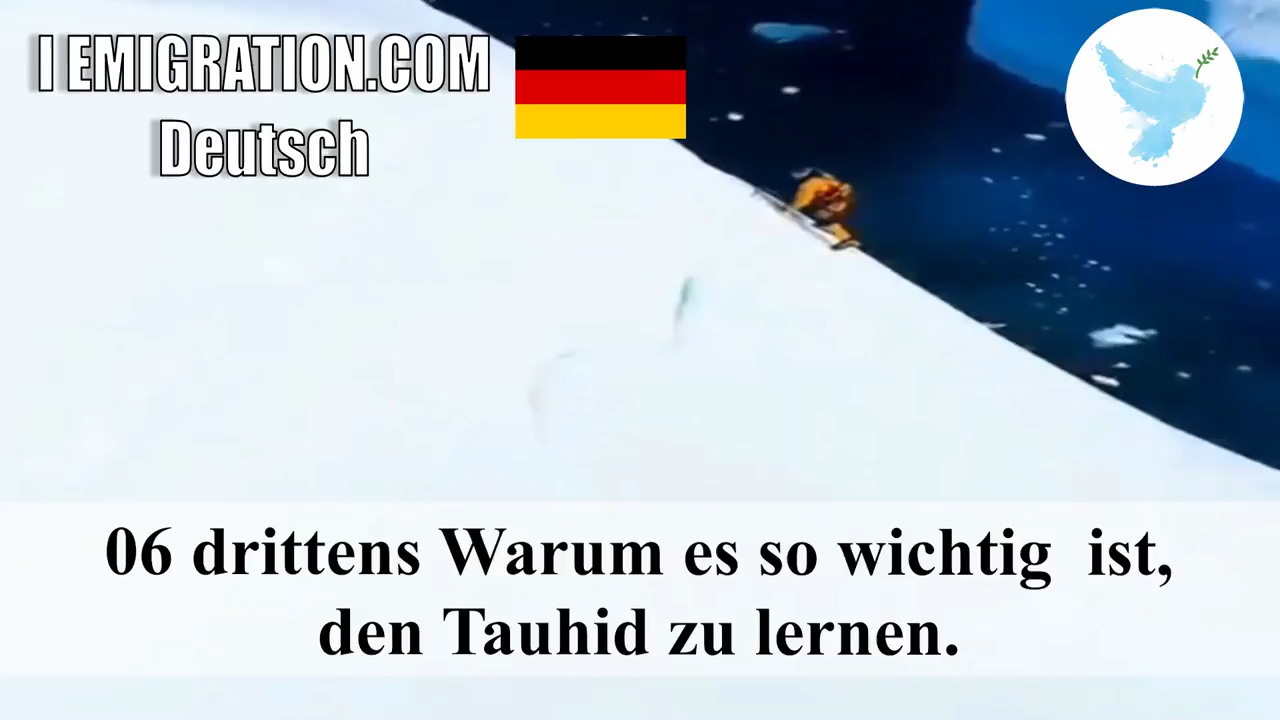 I EMIGRATION.COM
Deutsch
06 drittens Warum es so wichtig  ist,
den Tauhid zu lernen.